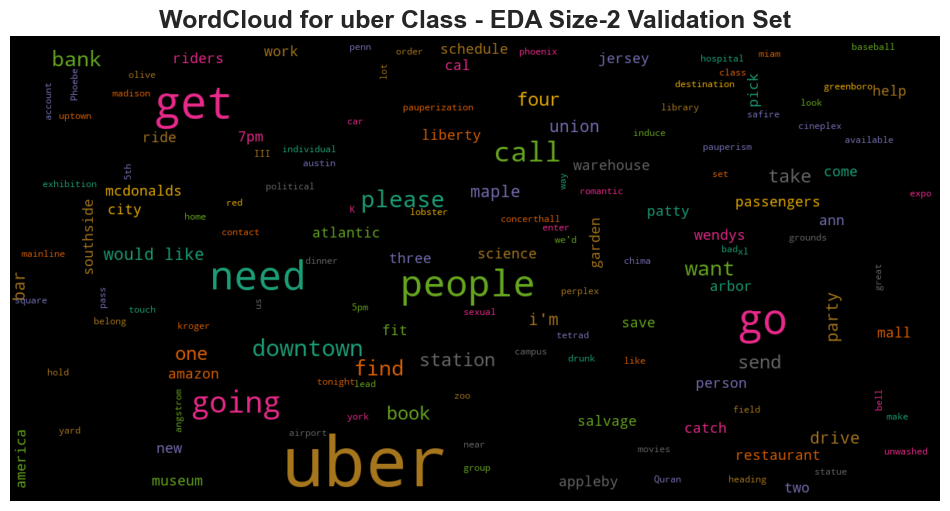 WordCloud for uber Class - EDA Size-2 Validation Set
bank
riders
work
penn
order
schedule
cal
phoenix
jersey
hospital
miam
class
baseball
account
Phoebe
olive
madison
uptown
get
lot
pauperization
four
library
destination
pick
safire
look
greenboro
help
cineplex
available
ride
7pm
III
individual
austin
car
liberty
call
union
induce
pauperism
warehouse
exhibition
5th
mcdonalds
city
political
red
home
contact
K
please
lobster
maple
concerthall
way
romantic
enter
we'd
set
take
come
passengers
expo
ann
patty
wendys
bad
xl
grounds
mainline
southside
would like
atlantic
dinner
three
science
garden
chima
want
arbor
great
bar
square
pass
touch
need
us
5pm
people
sexual
perplex
i'm
tetrad
save
go
party
mall
belong
kroger
fit
downtown
one
amazon
find
tonight
lead
station
campus
drunk
like
send
person
hold
angstrom
going
york
book
zoo
salvage
catch
field
bell
make
america
yard
new
museum
airport
uber
near
group
appleby
movies
Quran
heading
restaurant
drive
two
statue
unwashed